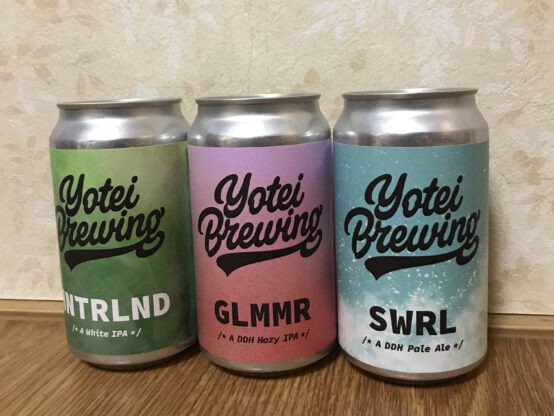 Yotei
Brewing
NTRLND
/* A White IPA */
Yotei
Brewing
GLMMR
/* A DDH Hazy IPA */
Yotei
Brewing
SWRL
/* A DDH Pale Ale */